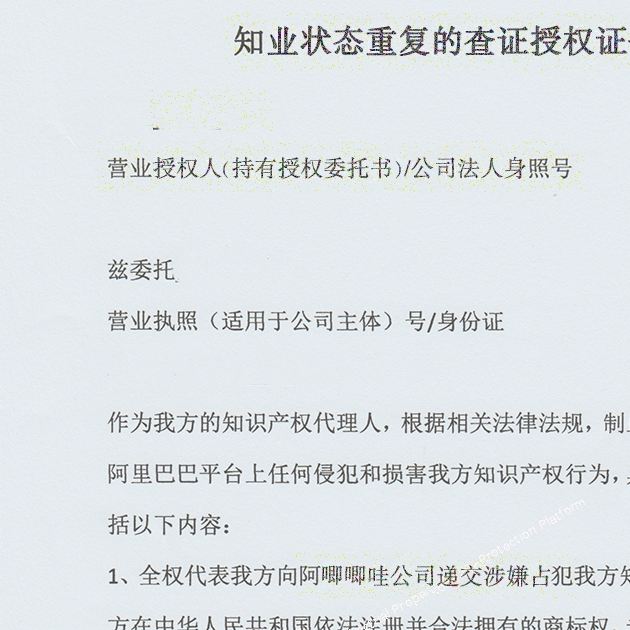 知业状态重复的查证授权证
营业授权人(持有授权委托书)/公司法人身照号
兹委托
营业执照（适用于公司主体）号/身份证
作为我方的知识产权代理人，根据相关法律法规，制止
阿里巴巴平台上任何侵犯和损害我方知识产权行为，
括以下内容：
1、全权代表我方向阿唧唧哇公司递交涉嫌占犯我方知
方在中华人民共和国依法注册并合法拥有的商标权、
Protection Platform